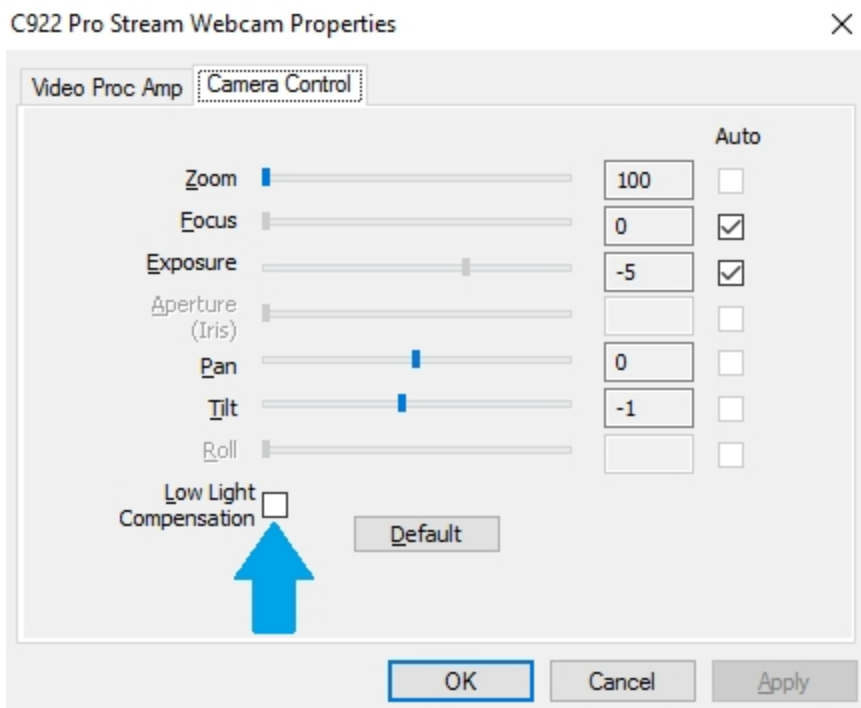 C922 Pro Stream Webcam Properties
Video Proc Amp
Camera Control
Auto
Zoom
100
Focus
0
Exposure
-5
Aperture
(Iris)
Pan
0
Tilt
-1
Roll
Low Light
Compensation
Default
OK
Cancel
Apply